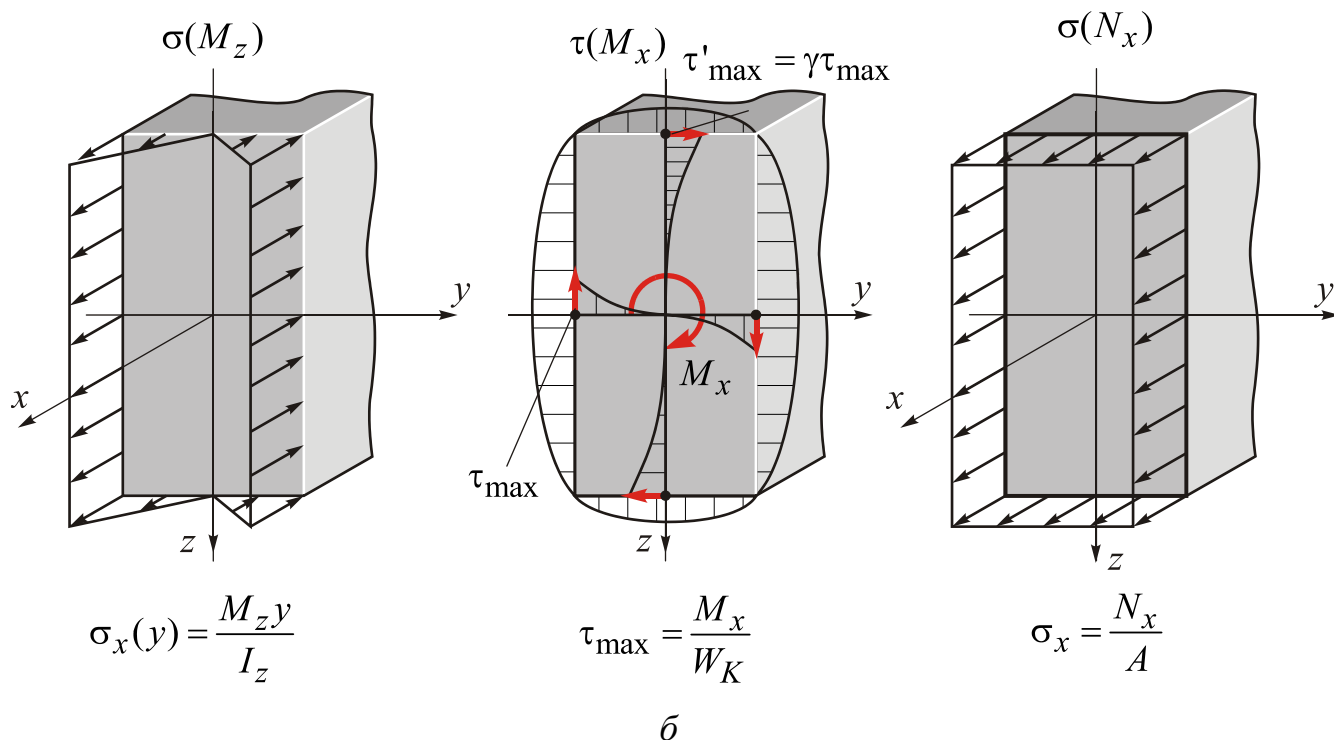 σ(M_z)
τ(M_x)
τ'_max = γτ_max
σ(N_x)
y
y
y
x
M_x
x
τ_max
z
z
z
σ_x(y) = M_z y / I_z
τ_max = M_x / W_K
σ_x = N_x / A
б